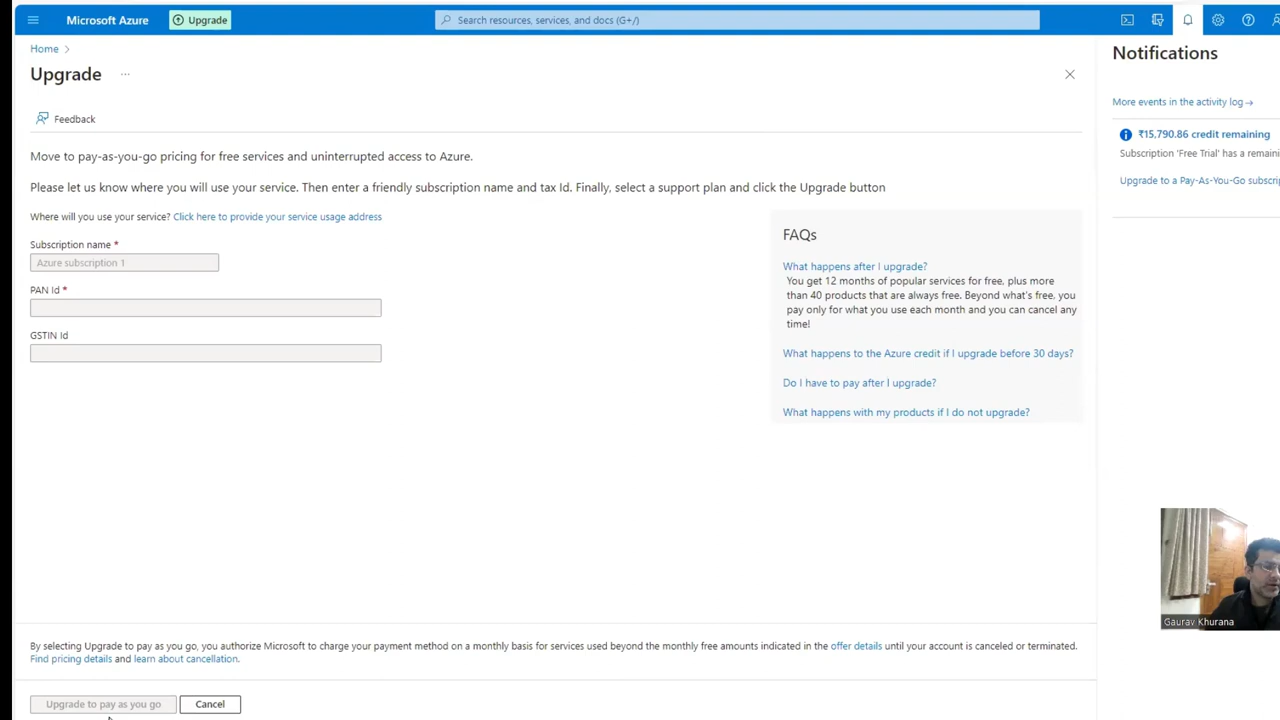 Microsoft Azure
Upgrade
Search resources, services, and docs (G+/)
Home
Upgrade
...
Feedback
Move to pay-as-you-go pricing for free services and uninterrupted access to Azure.
Please let us know where you will use your service. Then enter a friendly subscription name and tax Id. Finally, select a support plan and click the Upgrade button
Where will you use your service? Click here to provide your service usage address
Subscription name *
Azure subscription 1
PAN Id *
GSTIN Id
FAQs
What happens after I upgrade?
You get 12 months of popular services for free, plus more
than 40 products that are always free. Beyond what's free, you
pay only for what you use each month and you can cancel any
time!
What happens to the Azure credit if I upgrade before 30 days?
Do I have to pay after I upgrade?
What happens with my products if I do not upgrade?
Notifications
More events in the activity log →
₹15,790.86 credit remaining
Subscription 'Free Trial' has a remaini
Upgrade to a Pay-As-You-Go subscrip
Gaurav Khurana
By selecting Upgrade to pay as you go, you authorize Microsoft to charge your payment method on a monthly basis for services used beyond the monthly free amounts indicated in the offer details until your account is canceled or terminated.
Find pricing details and learn about cancellation.
Upgrade to pay as you go
Cancel